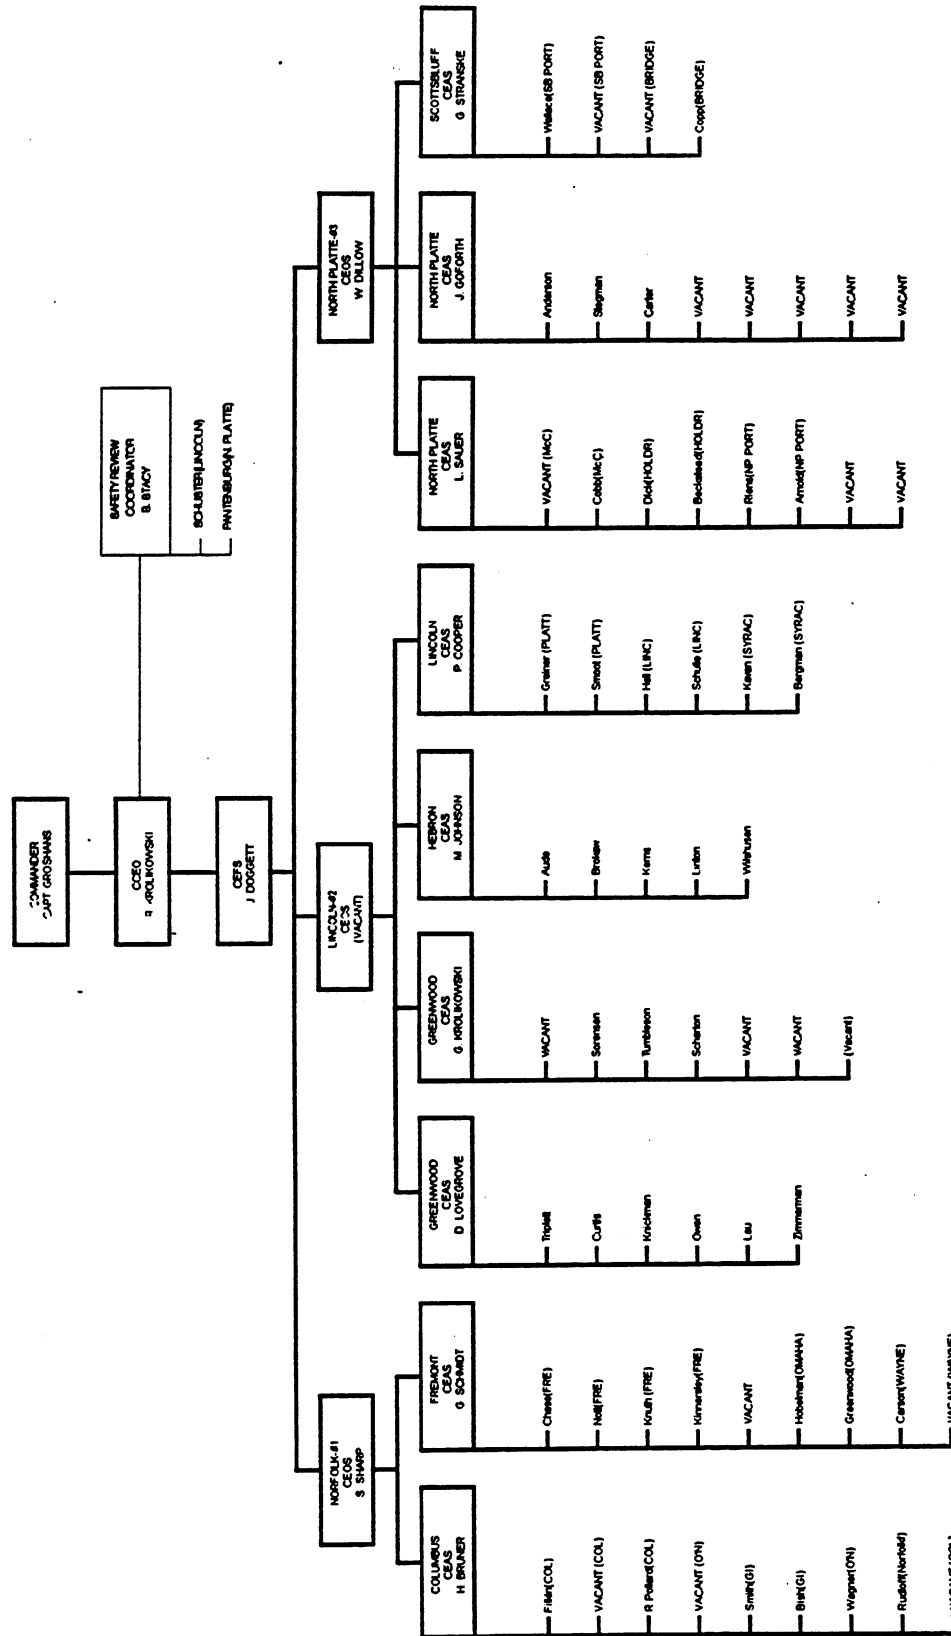 COMMANDER
CAPT GROSHANS
CCEO
KROLIKOWSKI
SAFETY REVIEW
COORDINATOR
B. STACY
SCHUSTER(LINCOLN)
PANTENBURG(N. PLATTE)
CEFS
J DOGGETT
NORFOLK-#1
CEOS
S SHARP
LINCOLN-#2
CEOS
(VACANT)
NORTH PLATTE-#3
CEOS
W DILLOW
COLUMBUS
CEAS
H BRUNER
(COL)
VACANT (COL)
R Pollard(COL)
VACANT (O'N)
Smith(GI)
Bish(GI)
Wagner(O'N)
Rudloff(Norfolk)
VACANT (COL)
FREMONT
CEAS
G SCHMIDT
Chase(FRE)
Noll(FRE)
Knuth (FRE)
Kinnersley(FRE)
VACANT
Hobelman(OMAHA)
Greenwood(OMAHA)
Carson(WAYNE)
VACANT (WAYNE)
GREENWOOD
CEAS
D LOVEGROVE
Triplett
Curtis
Knickman
Owen
Lau
Zimmerman
GREENWOOD
CEAS
G. KROLIKOWSKI
VACANT
Sorensen
Tumbleson
Scharton
VACANT
VACANT
(Vacant)
HEBRON
CEAS
M JOHNSON
Aude
Brokaw
Kerns
Linton
LINCOLN
CEAS
P COOPER
Greiner (PLATT)
Smoot (PLATT)
Hall (LINC)
Schulte (LINC)
Kaven (SYRAC)
Bergman (SYRAC)
NORTH PLATTE
CEAS
L. SAUER
VACANT (McC)
Cobb(McC)
Dick(HOLDR)
Beckstead(HOLDR)
(NP PORT)
Arnold(NP PORT)
VACANT
VACANT
NORTH PLATTE
CEAS
J. GOFORTH
Anderson
Stegman
Carter
VACANT
VACANT
VACANT
VACANT
VACANT
SCOTTSBLUFF
CEAS
G STRANSKE
Wallace(SB PORT)
VACANT (SB PORT)
VACANT (BRIDGE)
Copp(BRIDGE)